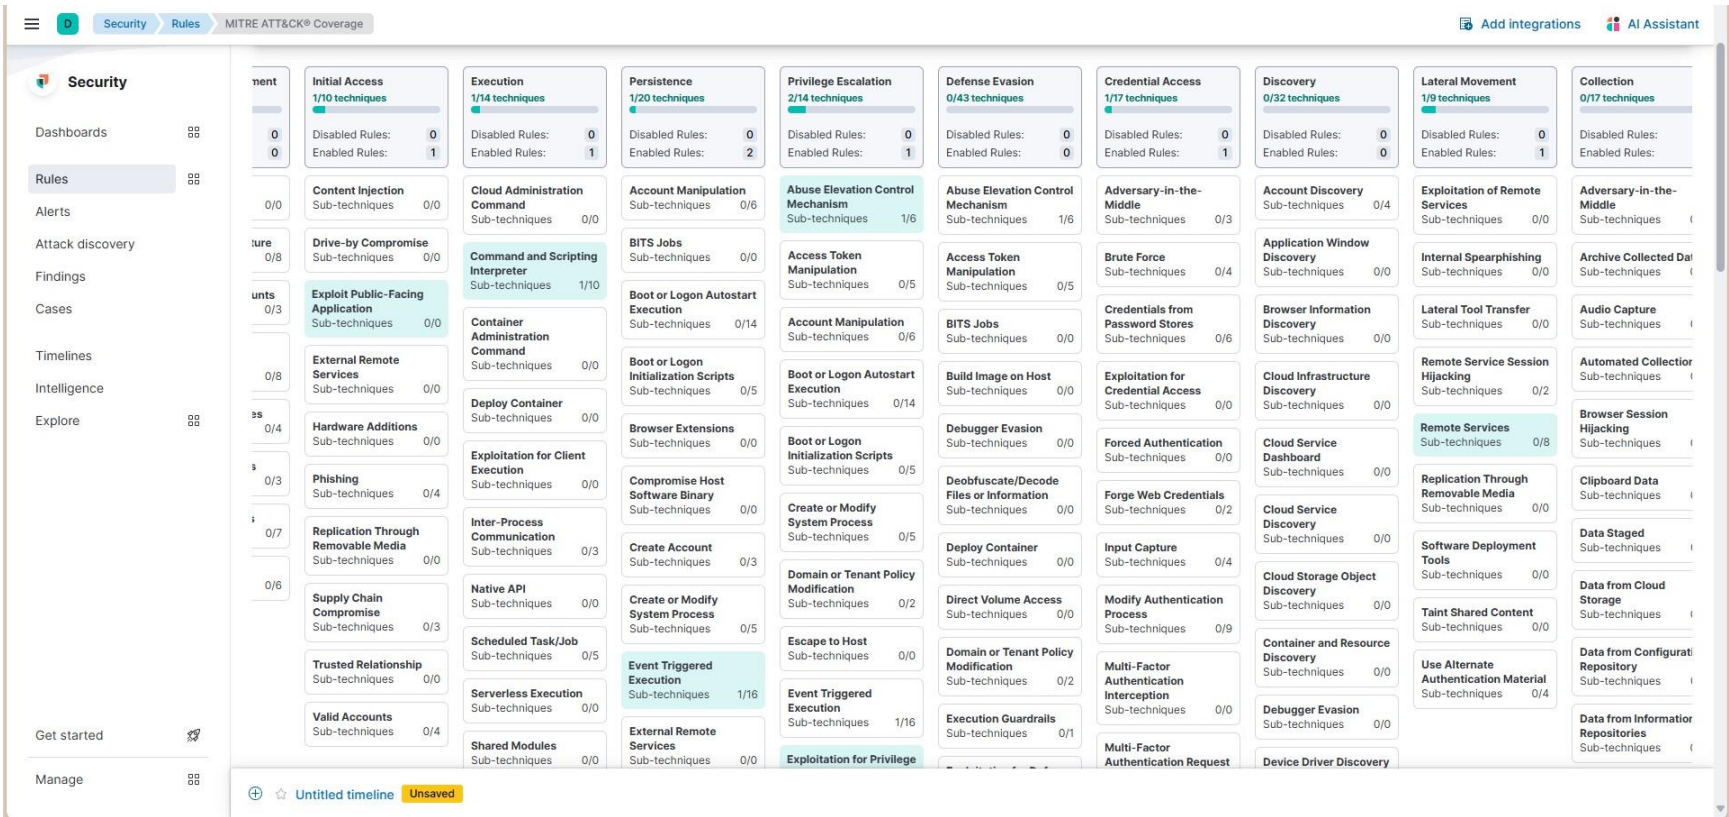 D Security Rules MITRE ATT&CK® Coverage Add integrations AI Assistant
Security
Dashboards
Rules
Alerts
Attack discovery
Findings
Cases
Timelines
Intelligence
Explore
Get started
Manage
ment
0
0
0/0
ture
0/8
unts
0/3
0/8
es
0/4
s
0/3
s
0/7
0/6
Initial Access
1/10 techniques
Disabled Rules: 0
Enabled Rules: 1
Content Injection
Sub-techniques 0/0
Drive-by Compromise
Sub-techniques 0/0
Exploit Public-Facing
Application
Sub-techniques 0/0
External Remote
Services
Sub-techniques 0/0
Hardware Additions
Sub-techniques 0/0
Phishing
Sub-techniques 0/4
Replication Through
Removable Media
Sub-techniques 0/0
Supply Chain
Compromise
Sub-techniques 0/3
Trusted Relationship
Sub-techniques 0/0
Valid Accounts
Sub-techniques 0/4
Execution
1/14 techniques
Disabled Rules: 0
Enabled Rules: 1
Cloud Administration
Command
Sub-techniques 0/0
Command and Scripting
Interpreter
Sub-techniques 1/10
Container
Administration
Command
Sub-techniques 0/0
Deploy Container
Sub-techniques 0/0
Exploitation for Client
Execution
Sub-techniques 0/0
Inter-Process
Communication
Sub-techniques 0/3
Native API
Sub-techniques 0/0
Scheduled Task/Job
Sub-techniques 0/5
Serverless Execution
Sub-techniques 0/0
Shared Modules
Sub-techniques 0/0
Persistence
1/20 techniques
Disabled Rules: 0
Enabled Rules: 2
Account Manipulation
Sub-techniques 0/6
BITS Jobs
Sub-techniques 0/0
Boot or Logon Autostart
Execution
Sub-techniques 0/14
Boot or Logon
Initialization Scripts
Sub-techniques 0/5
Browser Extensions
Sub-techniques 0/0
Compromise Host
Software Binary
Sub-techniques 0/0
Create Account
Sub-techniques 0/3
Create or Modify
System Process
Sub-techniques 0/5
Event Triggered
Execution
Sub-techniques 1/16
External Remote
Services
Sub-techniques 0/0
Privilege Escalation
2/14 techniques
Disabled Rules: 0
Enabled Rules: 1
Abuse Elevation Control
Mechanism
Sub-techniques 1/6
Access Token
Manipulation
Sub-techniques 0/5
Account Manipulation
Sub-techniques 0/6
Boot or Logon Autostart
Execution
Sub-techniques 0/14
Boot or Logon
Initialization Scripts
Sub-techniques 0/5
Create or Modify
System Process
Sub-techniques 0/5
Domain or Tenant Policy
Modification
Sub-techniques 0/2
Escape to Host
Sub-techniques 0/0
Event Triggered
Execution
Sub-techniques 1/16
Exploitation for Privilege
Defense Evasion
0/43 techniques
Disabled Rules: 0
Enabled Rules: 0
Abuse Elevation Control
Mechanism
Sub-techniques 1/6
Access Token
Manipulation
Sub-techniques 0/5
BITS Jobs
Sub-techniques 0/0
Build Image on Host
Sub-techniques 0/0
Debugger Evasion
Sub-techniques 0/0
Deobfuscate/Decode
Files or Information
Sub-techniques 0/0
Deploy Container
Sub-techniques 0/0
Direct Volume Access
Sub-techniques 0/0
Domain or Tenant Policy
Modification
Sub-techniques 0/2
Execution Guardrails
Sub-techniques 0/1
Credential Access
1/17 techniques
Disabled Rules: 0
Enabled Rules: 1
Adversary-in-the-
Middle
Sub-techniques 0/3
Brute Force
Sub-techniques 0/4
Credentials from
Password Stores
Sub-techniques 0/6
Exploitation for
Credential Access
Sub-techniques 0/0
Forced Authentication
Sub-techniques 0/0
Forge Web Credentials
Sub-techniques 0/2
Input Capture
Sub-techniques 0/4
Modify Authentication
Process
Sub-techniques 0/9
Multi-Factor
Authentication
Interception
Sub-techniques 0/0
Multi-Factor
Authentication Request
Discovery
0/32 techniques
Disabled Rules: 0
Enabled Rules: 0
Account Discovery
Sub-techniques 0/4
Application Window
Discovery
Sub-techniques 0/0
Browser Information
Discovery
Sub-techniques 0/0
Cloud Infrastructure
Discovery
Sub-techniques 0/0
Cloud Service
Dashboard
Sub-techniques 0/0
Cloud Service
Discovery
Sub-techniques 0/0
Cloud Storage Object
Discovery
Sub-techniques 0/0
Container and Resource
Discovery
Sub-techniques 0/0
Debugger Evasion
Sub-techniques 0/0
Device Driver Discovery
Lateral Movement
1/9 techniques
Disabled Rules: 0
Enabled Rules: 1
Exploitation of Remote
Services
Sub-techniques 0/0
Internal Spearphishing
Sub-techniques 0/0
Lateral Tool Transfer
Sub-techniques 0/0
Remote Service Session
Hijacking
Sub-techniques 0/2
Remote Services
Sub-techniques 0/8
Replication Through
Removable Media
Sub-techniques 0/0
Software Deployment
Tools
Sub-techniques 0/0
Taint Shared Content
Sub-techniques 0/0
Use Alternate
Authentication Material
Sub-techniques 0/4
Collection
0/17 techniques
Disabled Rules:
Enabled Rules:
Adversary-in-the-
Middle
Sub-techniques
Archive Collected Dat
Sub-techniques
Audio Capture
Sub-techniques
Automated Collection
Sub-techniques
Browser Session
Hijacking
Sub-techniques
Clipboard Data
Sub-techniques
Data Staged
Sub-techniques
Data from Cloud
Storage
Sub-techniques
Data from Configurati
Repository
Sub-techniques
Data from Information
Repositories
Sub-techniques
Untitled timeline Unsaved